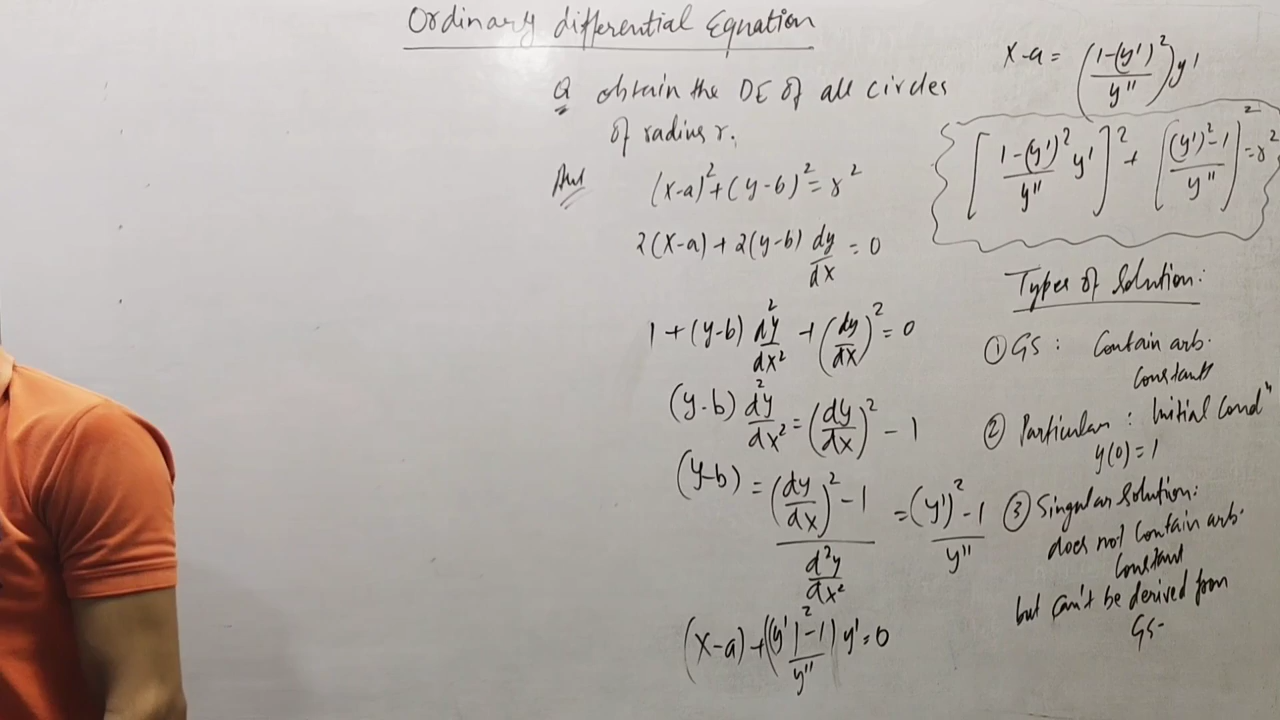 Ordinary differential Equation
Q obtain the DE of all circles
of radius r.
Ans (x-a)²+(y-b)²=r²
2(x-a)+2(y-b) dy/dx = 0
1+(y-b) d²y/dx² + (dy/dx)² = 0
(y-b) d²y/dx² = (dy/dx)² - 1
(y-b) = ((dy/dx)² - 1)/(d²y/dx²) = ((y')² - 1)/y''
(x-a)+(((y')²-1)/y'') y' = 0
x-a = ((1-(y')²)/y'') y'
[(1-(y')²)/y'' y']² + [((y')²-1)/y'']² = r²
Types of Solution:
① GS : Contain arb.
Constants
② Particular : Initial Condⁿ
y(0)=1
③ Singular Solution:
does not Contain arb.
Constant
but Can't be derived from
GS-